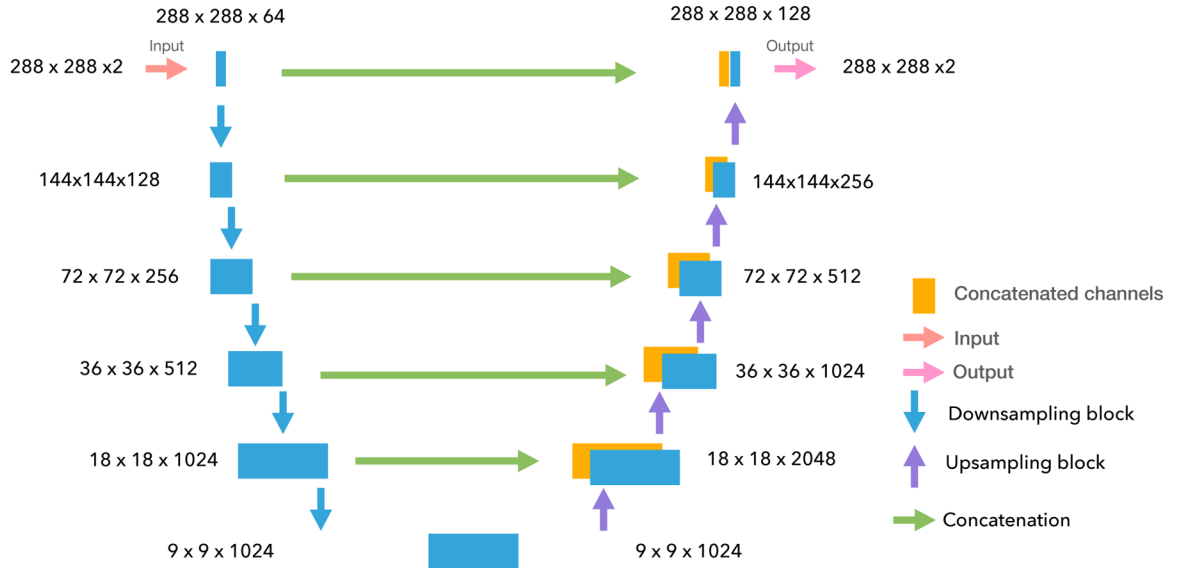 288 x 288 x 64
288 x 288 x 128
Input
Output
288 x 288 x2
288 x 288 x2
144x144x128
144x144x256
72 x 72 x 256
72 x 72 x 512
36 x 36 x 512
36 x 36 x 1024
18 x 18 x 1024
18 x 18 x 2048
9 x 9 x 1024
9 x 9 x 1024
Concatenated channels
Input
Output
Downsampling block
Upsampling block
Concatenation